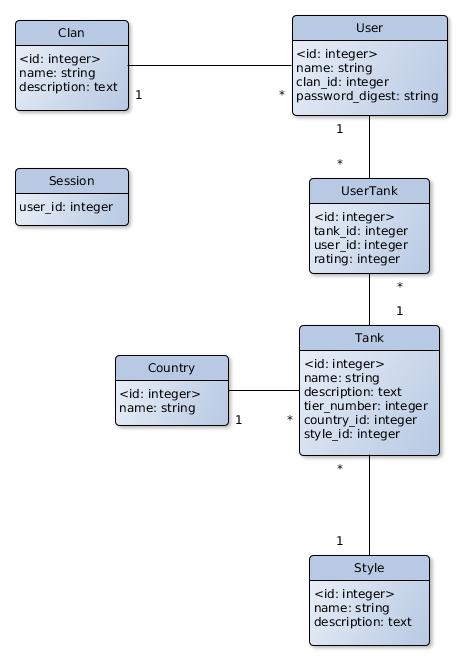 Clan
<id: integer>
name: string
description: text
User
<id: integer>
name: string
clan_id: integer
password_digest: string
1
*
1
*
Session
user_id: integer
UserTank
<id: integer>
tank_id: integer
user_id: integer
rating: integer
*
1
Tank
<id: integer>
name: string
description: text
tier_number: integer
country_id: integer
style_id: integer
Country
<id: integer>
name: string
1
*
*
1
Style
<id: integer>
name: string
description: text